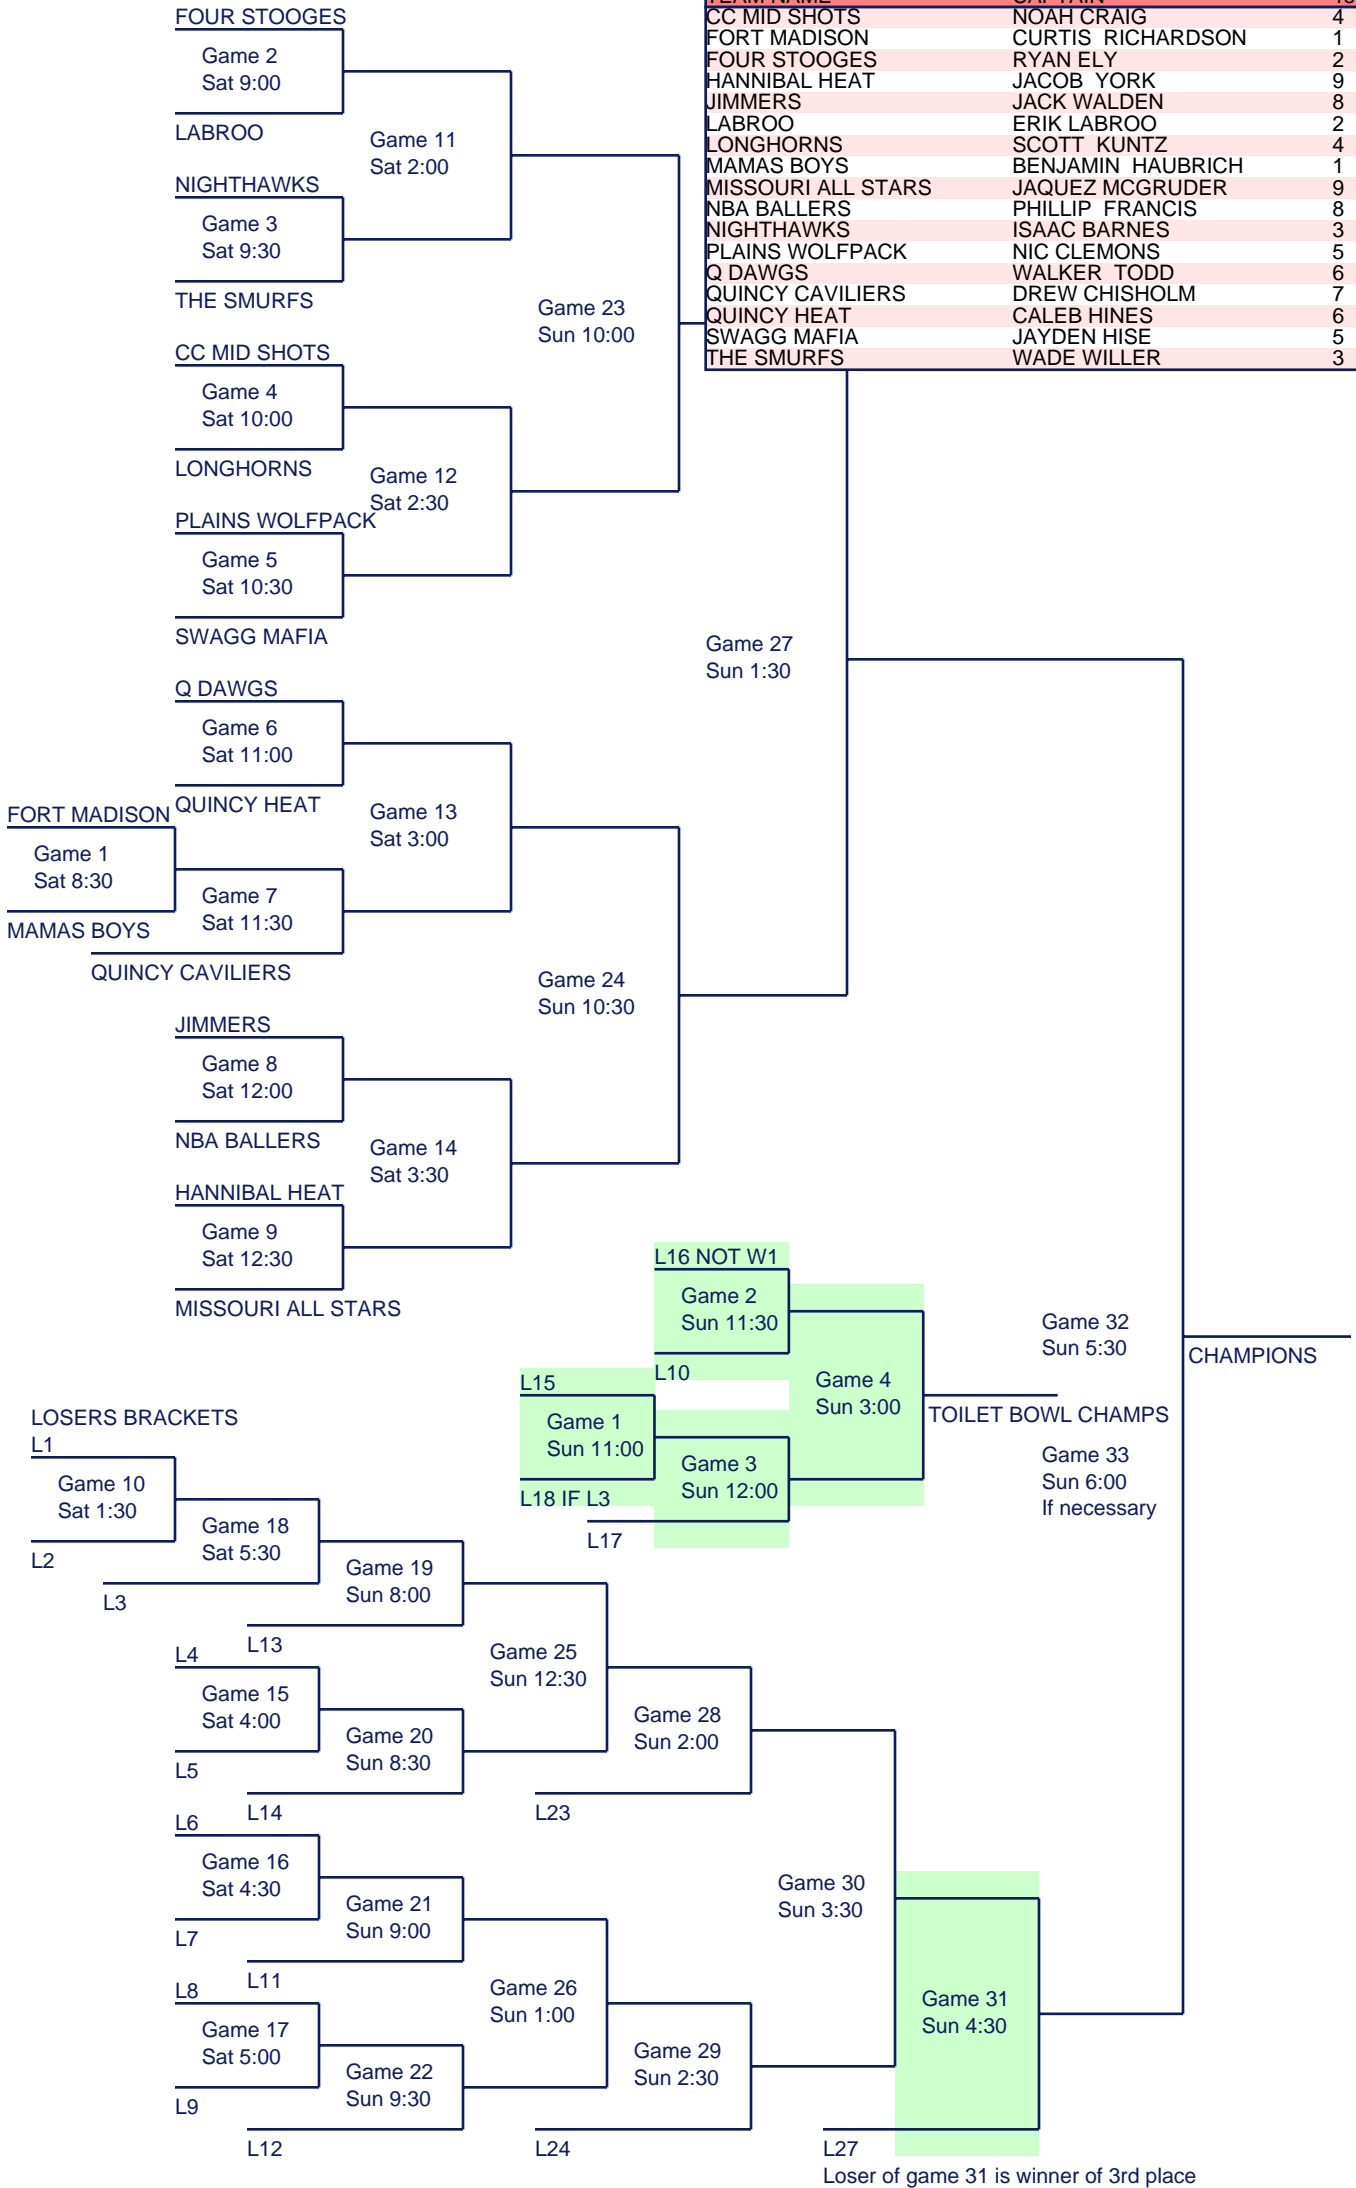 TEAM NAME CAPTAIN
CC MID SHOTS NOAH CRAIG 4
FORT MADISON CURTIS RICHARDSON 1
FOUR STOOGES RYAN ELY 2
HANNIBAL HEAT JACOB YORK 9
JIMMERS JACK WALDEN 8
LABROO ERIK LABROO 2
LONGHORNS SCOTT KUNTZ 4
MAMAS BOYS BENJAMIN HAUBRICH 1
MISSOURI ALL STARS JAQUEZ MCGRUDER 9
NBA BALLERS PHILLIP FRANCIS 8
NIGHTHAWKS ISAAC BARNES 3
PLAINS WOLFPACK NIC CLEMONS 5
Q DAWGS WALKER TODD 6
QUINCY CAVILIERS DREW CHISHOLM 7
QUINCY HEAT CALEB HINES 6
SWAGG MAFIA JAYDEN HISE 5
THE SMURFS WADE WILLER 3
FOUR STOOGES
Game 2
Sat 9:00
LABROO
Game 11
Sat 2:00
NIGHTHAWKS
Game 3
Sat 9:30
THE SMURFS
Game 23
Sun 10:00
CC MID SHOTS
Game 4
Sat 10:00
LONGHORNS
Game 12
Sat 2:30
PLAINS WOLFPACK
Game 5
Sat 10:30
SWAGG MAFIA
Game 27
Sun 1:30
Q DAWGS
Game 6
Sat 11:00
QUINCY HEAT
Game 13
Sat 3:00
FORT MADISON
Game 1
Sat 8:30
MAMAS BOYS
Game 7
Sat 11:30
QUINCY CAVILIERS
Game 24
Sun 10:30
JIMMERS
Game 8
Sat 12:00
NBA BALLERS
Game 14
Sat 3:30
HANNIBAL HEAT
Game 9
Sat 12:30
MISSOURI ALL STARS
L16 NOT W1
Game 2
Sun 11:30
L10
Game 4
Sun 3:00
L15
Game 1
Sun 11:00
L18 IF L3
Game 3
Sun 12:00
L17
TOILET BOWL CHAMPS
Game 32
Sun 5:30
CHAMPIONS
Game 33
Sun 6:00
If necessary
LOSERS BRACKETS
L1
Game 10
Sat 1:30
L2
Game 18
Sat 5:30
L3
Game 19
Sun 8:00
L13
L4
Game 15
Sat 4:00
L5
Game 20
Sun 8:30
L14
Game 25
Sun 12:30
Game 28
Sun 2:00
L23
L6
Game 16
Sat 4:30
L7
Game 21
Sun 9:00
L11
L8
Game 17
Sat 5:00
L9
Game 22
Sun 9:30
L12
Game 26
Sun 1:00
Game 29
Sun 2:30
L24
Game 30
Sun 3:30
Game 31
Sun 4:30
L27
Loser of game 31 is winner of 3rd place